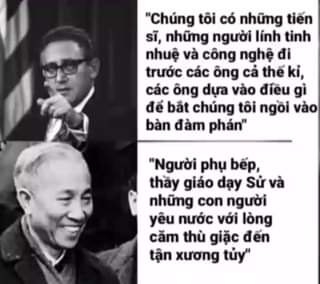 "Chúng tôi có những tiến
sĩ, những người lính tinh
nhuệ và công nghệ đi
trước các ông cả thế kỉ,
các ông dựa vào điều gì
để bắt chúng tôi ngồi vào
bàn đàm phán"
"Người phụ bếp,
thầy giáo dạy Sử và
những con người
yêu nước với lòng
căm thù giặc đến
tận xương tủy"